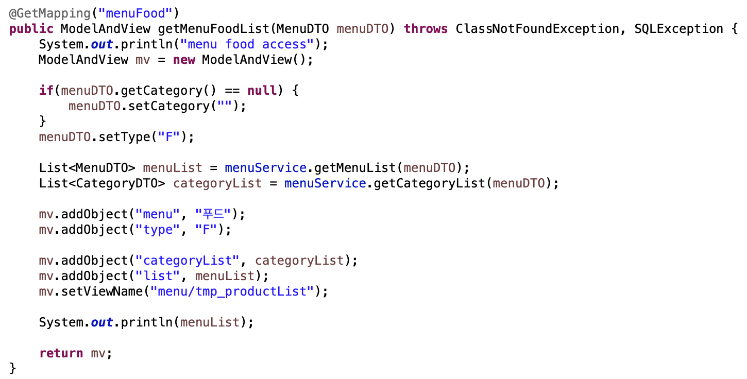 @GetMapping("menuFood")
public ModelAndView getMenuFoodList(MenuDTO menuDTO) throws ClassNotFoundException, SQLException {
    System.out.println("menu food access");
    ModelAndView mv = new ModelAndView();

    if(menuDTO.getCategory() == null) {
        menuDTO.setCategory("");
    }
    menuDTO.setType("F");

    List<MenuDTO> menuList = menuService.getMenuList(menuDTO);
    List<CategoryDTO> categoryList = menuService.getCategoryList(menuDTO);

    mv.addObject("menu", "푸드");
    mv.addObject("type", "F");

    mv.addObject("categoryList", categoryList);
    mv.addObject("list", menuList);
    mv.setViewName("menu/tmp_productList");

    System.out.println(menuList);

    return mv;
}